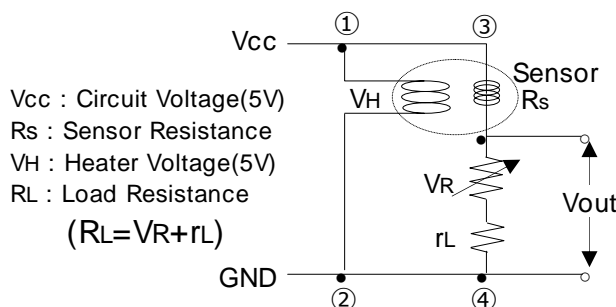 ① ③
Vcc
Sensor
Vcc : Circuit Voltage(5V)
VH Rs
Rs : Sensor Resistance
VH : Heater Voltage(5V)
RL : Load Resistance
VR
Vout
(RL=VR+rL)
rL
GND
② ④